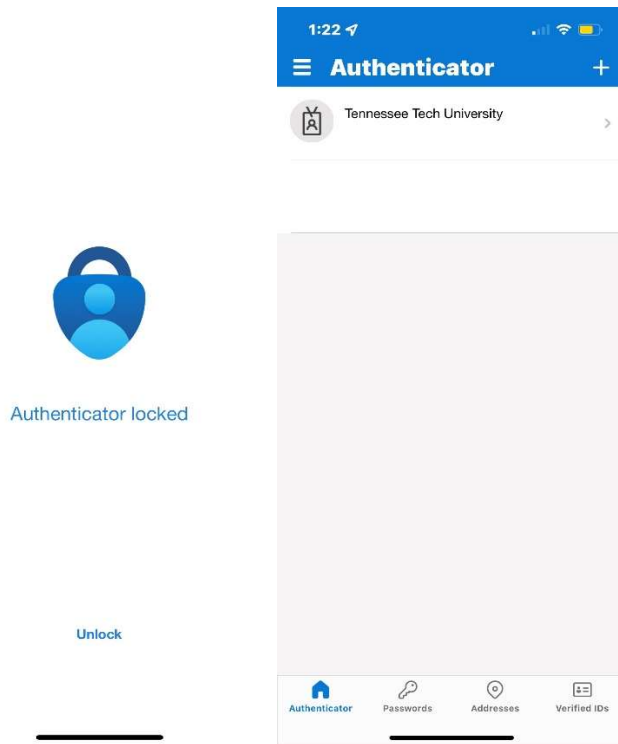 Authenticator locked
Unlock
1:22
Authenticator
Tennessee Tech University
Authenticator
Passwords
Addresses
Verified IDs